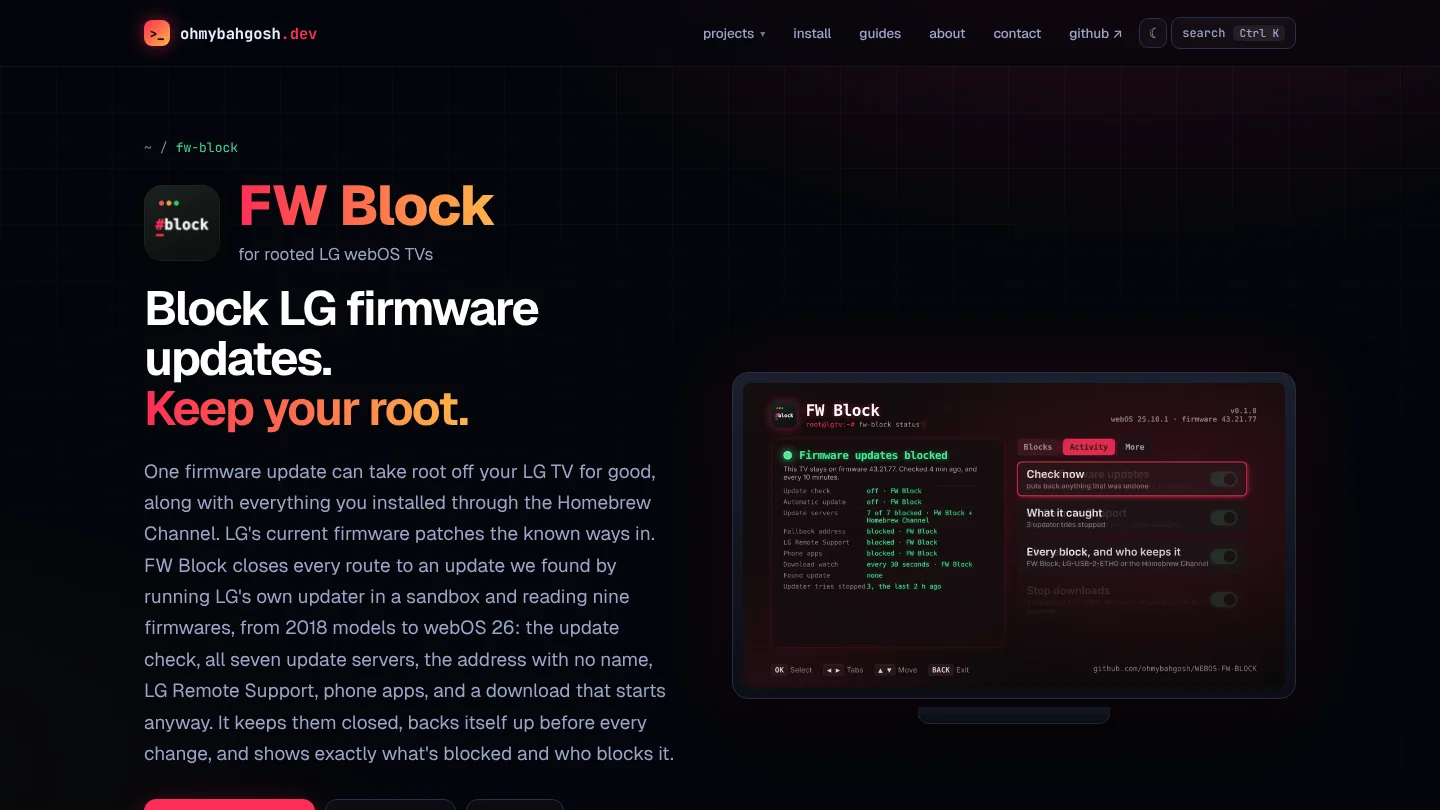 >_ ohmybahgosh.dev
projects ▾ install guides about contact github ↗ ☾ search Ctrl K
~ / fw-block
#block
FW Block
for rooted LG webOS TVs
Block LG firmware
updates.
Keep your root.
One firmware update can take root off your LG TV for good,
along with everything you installed through the Homebrew
Channel. LG's current firmware patches the known ways in.
FW Block closes every route to an update we found by
running LG's own updater in a sandbox and reading nine
firmwares, from 2018 models to webOS 26: the update
check, all seven update servers, the address with no name,
LG Remote Support, phone apps, and a download that starts
anyway. It keeps them closed, backs itself up before every
change, and shows exactly what's blocked and who blocks it.
#block
FW Block
root@lgtv:~# fw-block status
v0.1.0
webOS 25.10.1 · firmware 43.21.77
Firmware updates blocked
This TV stays on firmware 43.21.77. Checked 4 min ago, and
every 10 minutes.
Update check off · FW Block
Automatic update off · FW Block
Update servers 7 of 7 blocked · FW Block +
Homebrew Channel
Fallback address blocked · FW Block
LG Remote Support blocked · FW Block
Phone apps blocked · FW Block
Download watch every 30 seconds · FW Block
Found update none
Updater tries stopped 3, the last 2 h ago
Blocks Activity More
Check now
puts back anything that was undone
What it caught
3 updater tries stopped
Every block, and who keeps it
FW Block, LG-USB-2-ETH0 or the Homebrew Channel
Stop downloads
OK Select ◀ ▶ Tabs ▲ ▼ Move BACK Exit
github.com/ohmybahgosh/WEBOS-FW-BLOCK